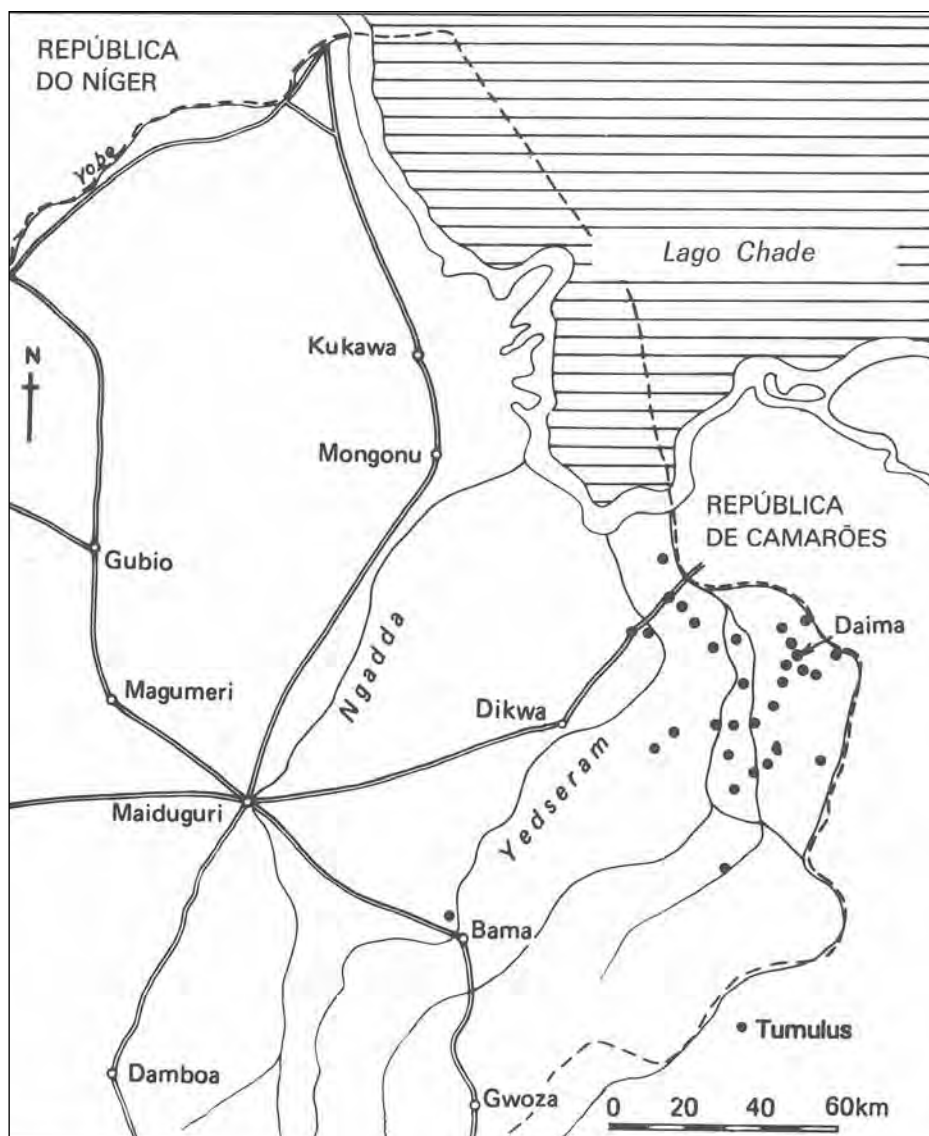 REPÚBLICA
DO NÍGER
Yobe
Lago Chade
N
Kukawa
Mongonu
REPÚBLICA
DE CAMARÕES
Gubio
Daima
Ngadda
Magumeri
Dikwa
Yedseram
Maiduguri
Bama
Tumulus
Damboa
Gwoza
0 20 40 60km